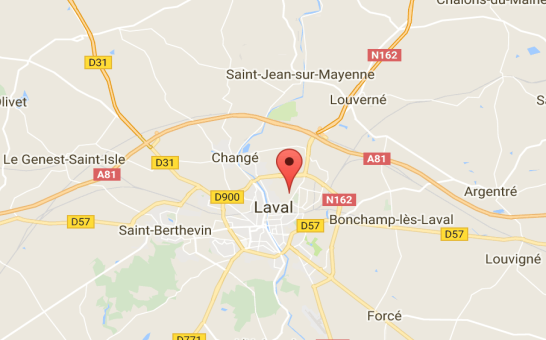 Châlons-du-Maine
D31
N162
Saint-Jean-sur-Mayenne
Louverné
Olivet
Changé
Le Genest-Saint-Isle
D31
A81
A81
D900
N162
Argentré
Laval
D57
D57
Bonchamp-lès-Laval
Saint-Berthevin
D57
Louvigné
Forcé
D771